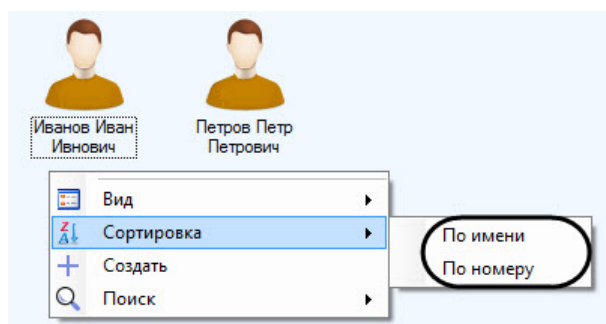 Иванов Иван
Ивнович
Петров Петр
Петрович
Вид
Сортировка
По имени
Создать
По номеру
Поиск